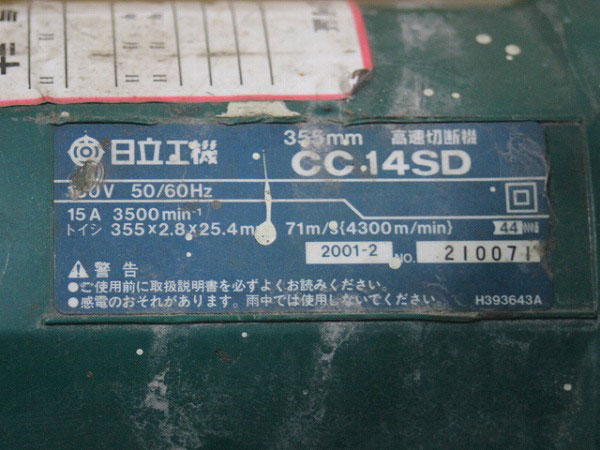 日立工機
355mm 高速切断機
CC 14SD
100V 50/60Hz
15A 3500min⁻¹
トイシ 355×2.8×25.4mm 71m/s{4300m/min}
44
2001-2 NO. 210071
警告
●ご使用前に取扱説明書を必ずよくお読みください。
●感電のおそれがあります。雨中では使用しないでください。
H393643A